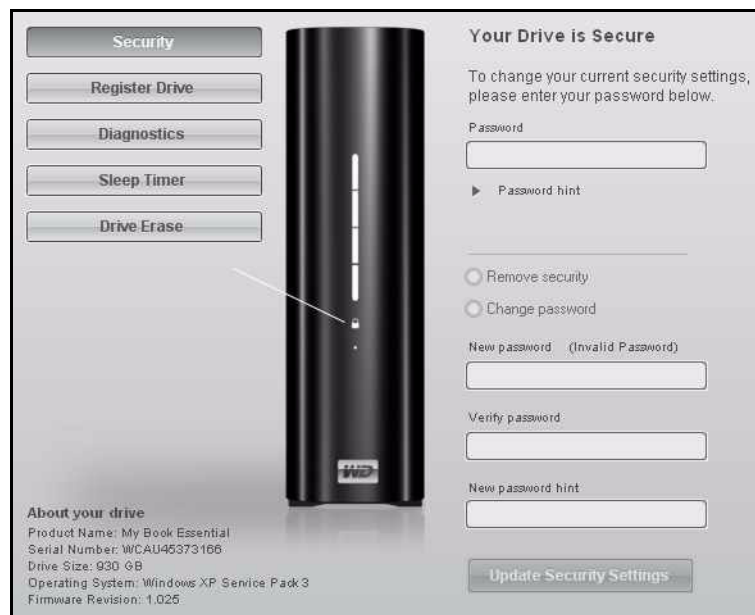 Security
Register Drive
Diagnostics
Sleep Timer
Drive Erase
WD
About your drive
Product Name: My Book Essential
Serial Number: WCAU45373166
Drive Size: 930 GB
Operating System: Windows XP Service Pack 3
Firmware Revision: 1.025
Your Drive is Secure
To change your current security settings,
please enter your password below.
Password
Password hint
Remove security
Change password
New password (Invalid Password)
Verify password
New password hint
Update Security Settings